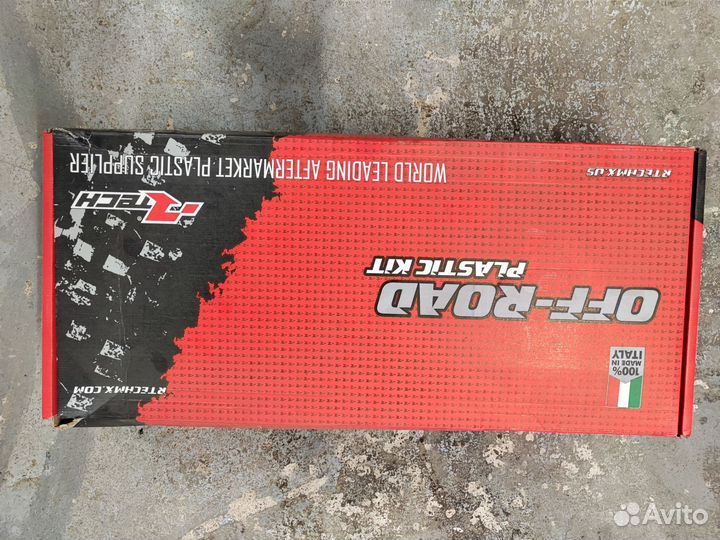 100%
MADE IN
ITALY
OFF-ROAD
PLASTIC KIT
RTECHMX.COM
RTECH
WORLD LEADING AFTERMARKET PLASTIC SUPPLIER
RTECHMX.US
Avito